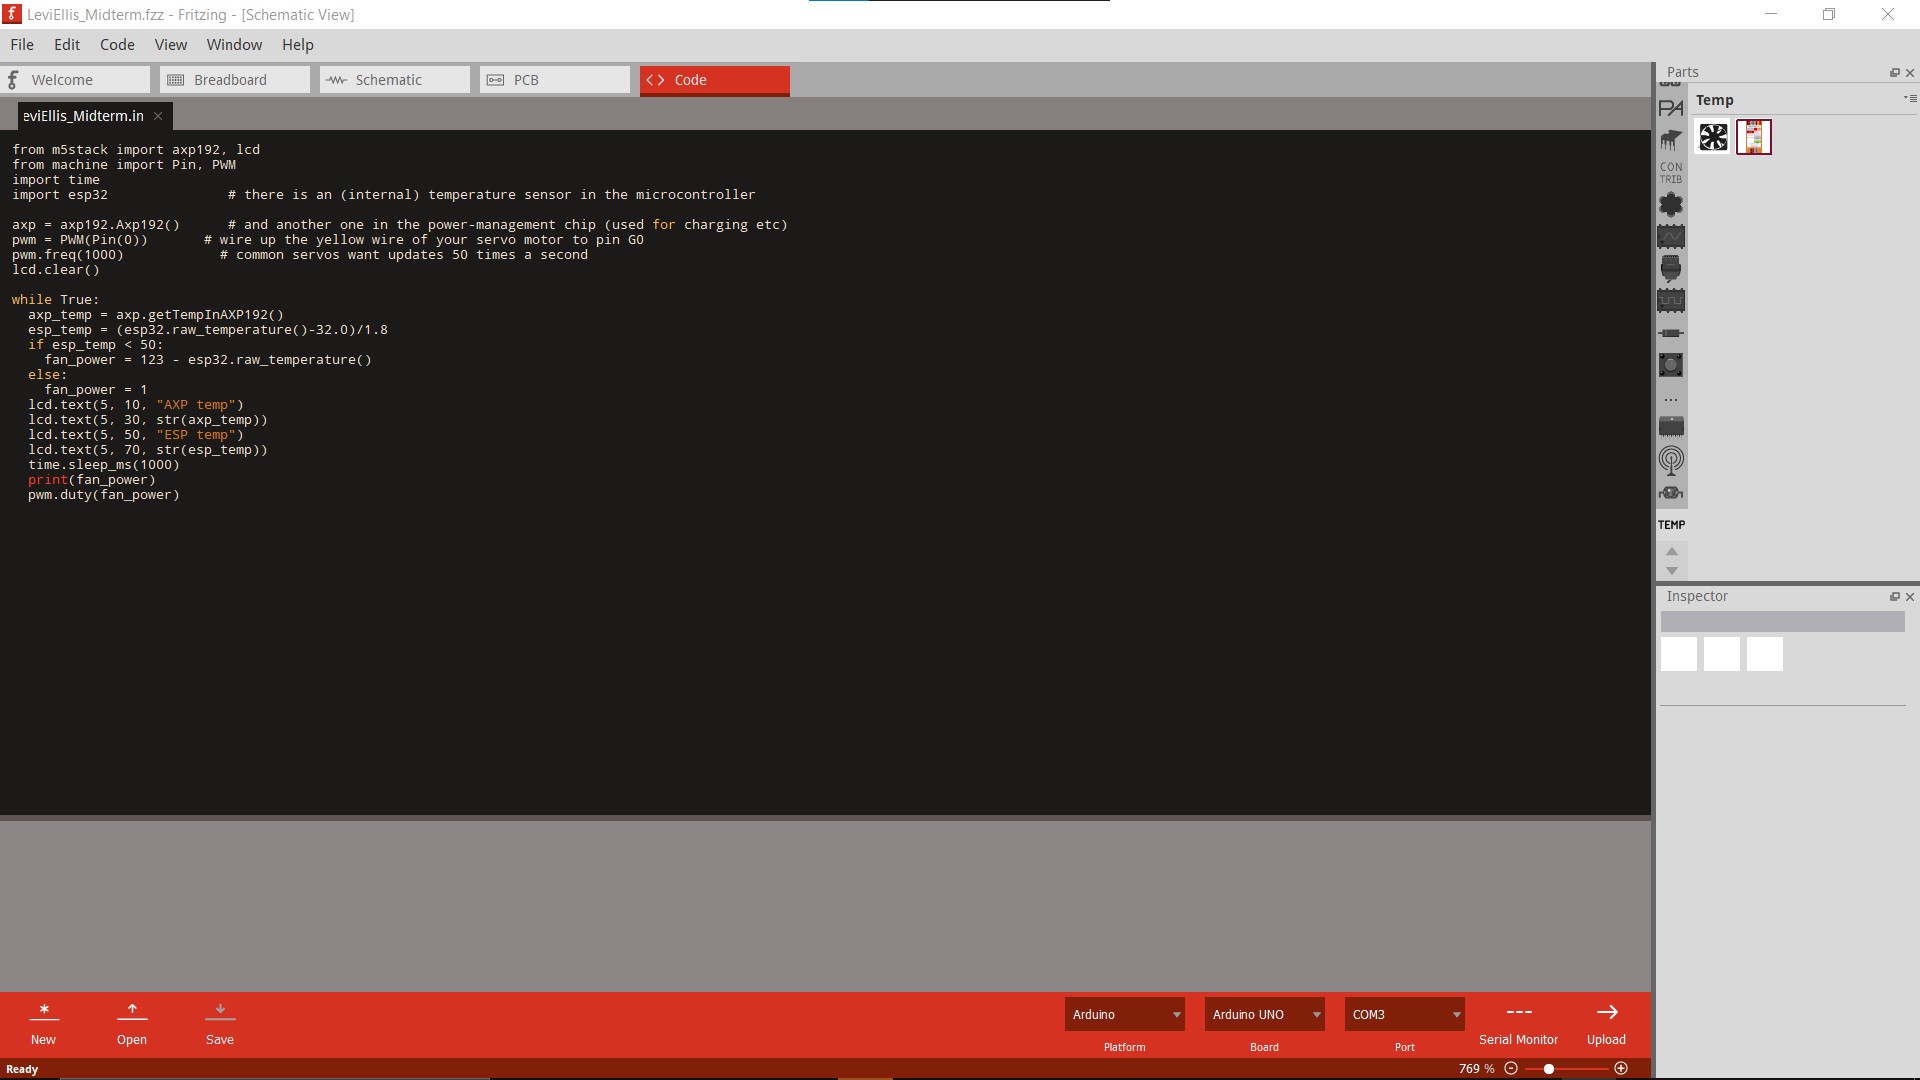 LeviEllis_Midterm.fzz - Fritzing - [Schematic View]
File Edit Code View Window Help
Welcome Breadboard Schematic PCB Code
eviEllis_Midterm.in
from m5stack import axp192, lcd
from machine import Pin, PWM
import time
import esp32 # there is an (internal) temperature sensor in the microcontroller
axp = axp192.Axp192() # and another one in the power-management chip (used for charging etc)
pwm = PWM(Pin(0)) # wire up the yellow wire of your servo motor to pin G0
pwm.freq(1000) # common servos want updates 50 times a second
lcd.clear()
while True:
axp_temp = axp.getTempInAXP192()
esp_temp = (esp32.raw_temperature()-32.0)/1.8
if esp_temp < 50:
fan_power = 123 - esp32.raw_temperature()
else:
fan_power = 1
lcd.text(5, 10, "AXP temp")
lcd.text(5, 30, str(axp_temp))
lcd.text(5, 50, "ESP temp")
lcd.text(5, 70, str(esp_temp))
time.sleep_ms(1000)
print(fan_power)
pwm.duty(fan_power)
Parts
Temp
PA
CON
TRIB
...
TEMP
Inspector
New Open Save
Arduino Arduino UNO COM3
Platform Board Port Serial Monitor Upload
Ready
769 %